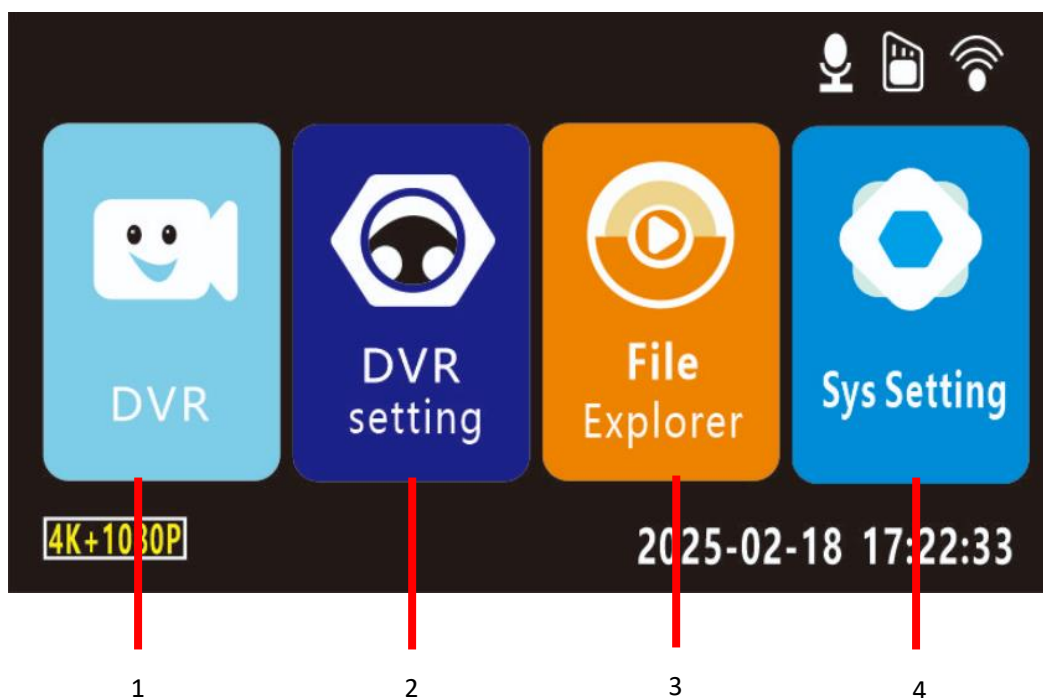 DVR
DVR
setting
File
Explorer
Sys Setting
4K+1080P
2025-02-18 17:22:33
1
2
3
4